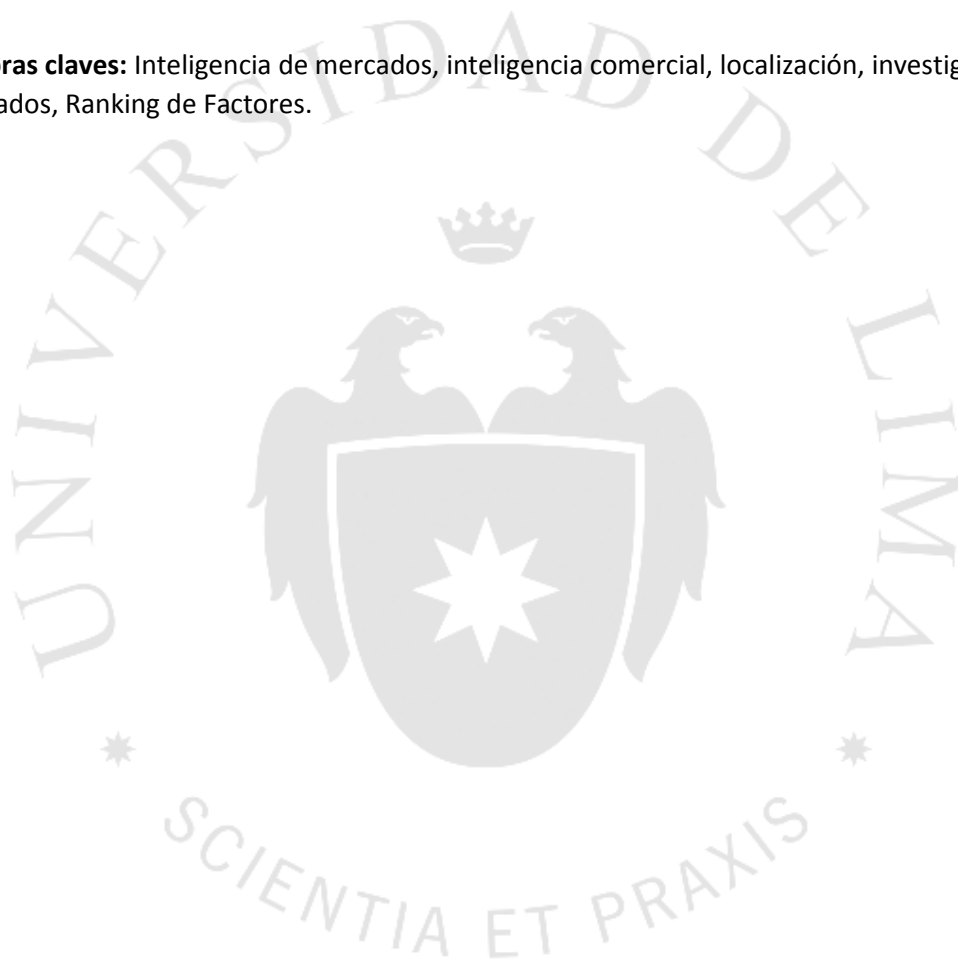 ras claves: Inteligencia de mercados, inteligencia comercial, localización, investig
ados, Ranking de Factores.
UNIVERSIDAD DE LIMA
SCIENTIA ET PRAXIS